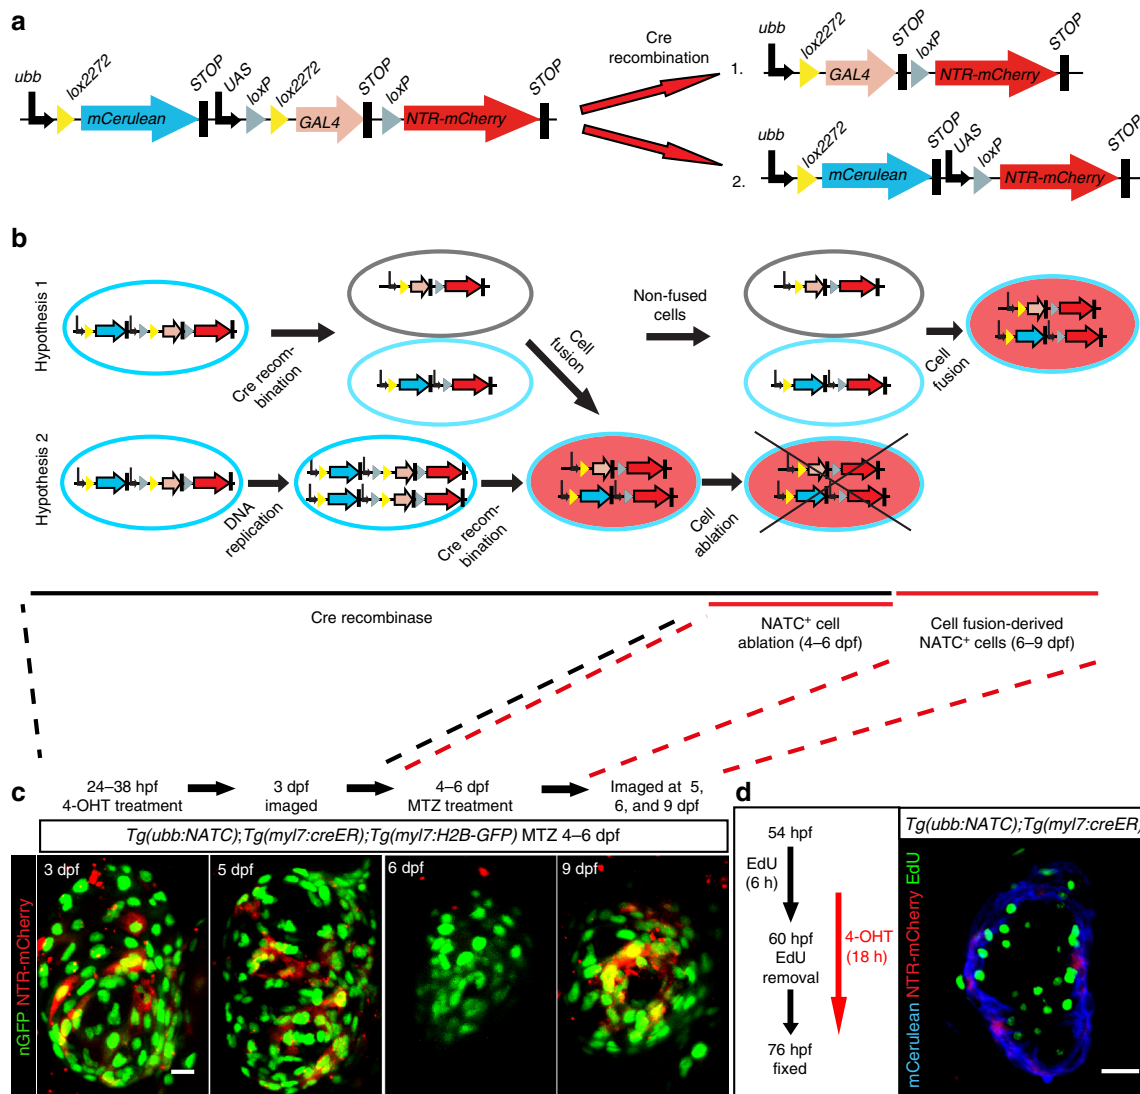 a
ubb
lox2272
mCerulean
STOP
UAS
loxP
lox2272
GAL4
STOP
loxP
NTR-mCherry
STOP
Cre
recombination
1.
ubb
lox2272
GAL4
STOP
loxP
NTR-mCherry
STOP
2.
ubb
lox2272
mCerulean
STOP
UAS
loxP
NTR-mCherry
STOP
b
Hypothesis 1
Cre recom-
bination
Cell
fusion
Non-fused
cells
Cell
fusion
Hypothesis 2
DNA
replication
Cre recom-
bination
Cell
ablation
Cre recombinase
NATC⁺ cell
ablation (4–6 dpf)
Cell fusion-derived
NATC⁺ cells (6–9 dpf)
c
24–38 hpf
4-OHT treatment
3 dpf
imaged
4–6 dpf
MTZ treatment
Imaged at 5,
6, and 9 dpf
Tg(ubb:NATC);Tg(myl7:creER);Tg(myl7:H2B-GFP) MTZ 4–6 dpf
nGFP NTR-mCherry
3 dpf
5 dpf
6 dpf
9 dpf
d
54 hpf
EdU
(6 h)
60 hpf
EdU
removal
4-OHT
(18 h)
76 hpf
fixed
Tg(ubb:NATC);Tg(myl7:creER)
mCerulean NTR-mCherry EdU